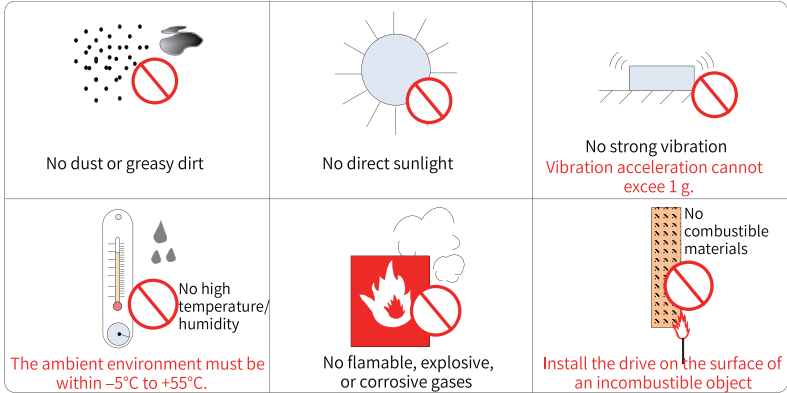 No dust or greasy dirt
No direct sunlight
No strong vibration
Vibration acceleration cannot
excee 1 g.
No high
temperature/
humidity
The ambient environment must be
within –5°C to +55°C.
No flamable, explosive,
or corrosive gases
No
combustible
materials
Install the drive on the surface of
an incombustible object